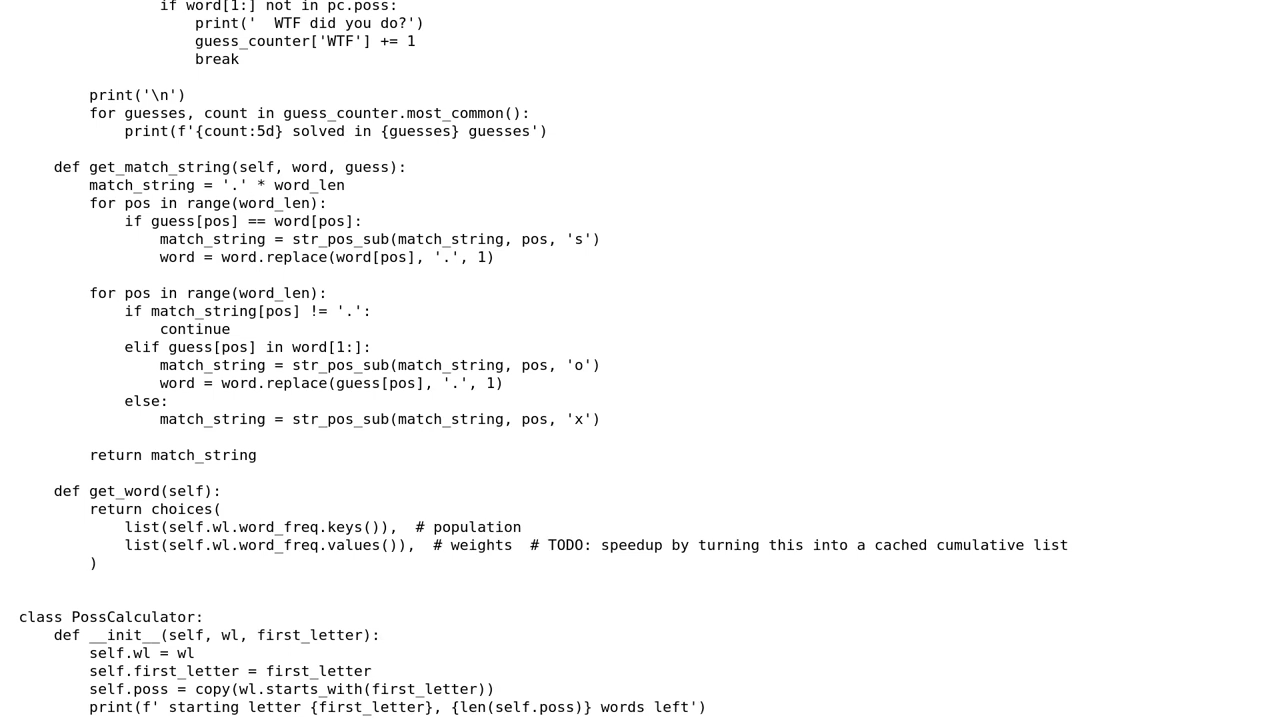 if word[1:] not in pc.poss:
                    print('  WTF did you do?')
                    guess_counter['WTF'] += 1
                    break

        print('\n')
        for guesses, count in guess_counter.most_common():
            print(f'{count:5d} solved in {guesses} guesses')

    def get_match_string(self, word, guess):
        match_string = '.' * word_len
        for pos in range(word_len):
            if guess[pos] == word[pos]:
                match_string = str_pos_sub(match_string, pos, 's')
                word = word.replace(word[pos], '.', 1)

        for pos in range(word_len):
            if match_string[pos] != '.':
                continue
            elif guess[pos] in word[1:]:
                match_string = str_pos_sub(match_string, pos, 'o')
                word = word.replace(guess[pos], '.', 1)
            else:
                match_string = str_pos_sub(match_string, pos, 'x')

        return match_string

    def get_word(self):
        return choices(
            list(self.wl.word_freq.keys()),  # population
            list(self.wl.word_freq.values()),  # weights  # TODO: speedup by turning this into a cached cumulative list
        )


class PossCalculator:
    def __init__(self, wl, first_letter):
        self.wl = wl
        self.first_letter = first_letter
        self.poss = copy(wl.starts_with(first_letter))
        print(f' starting letter {first_letter}, {len(self.poss)} words left')